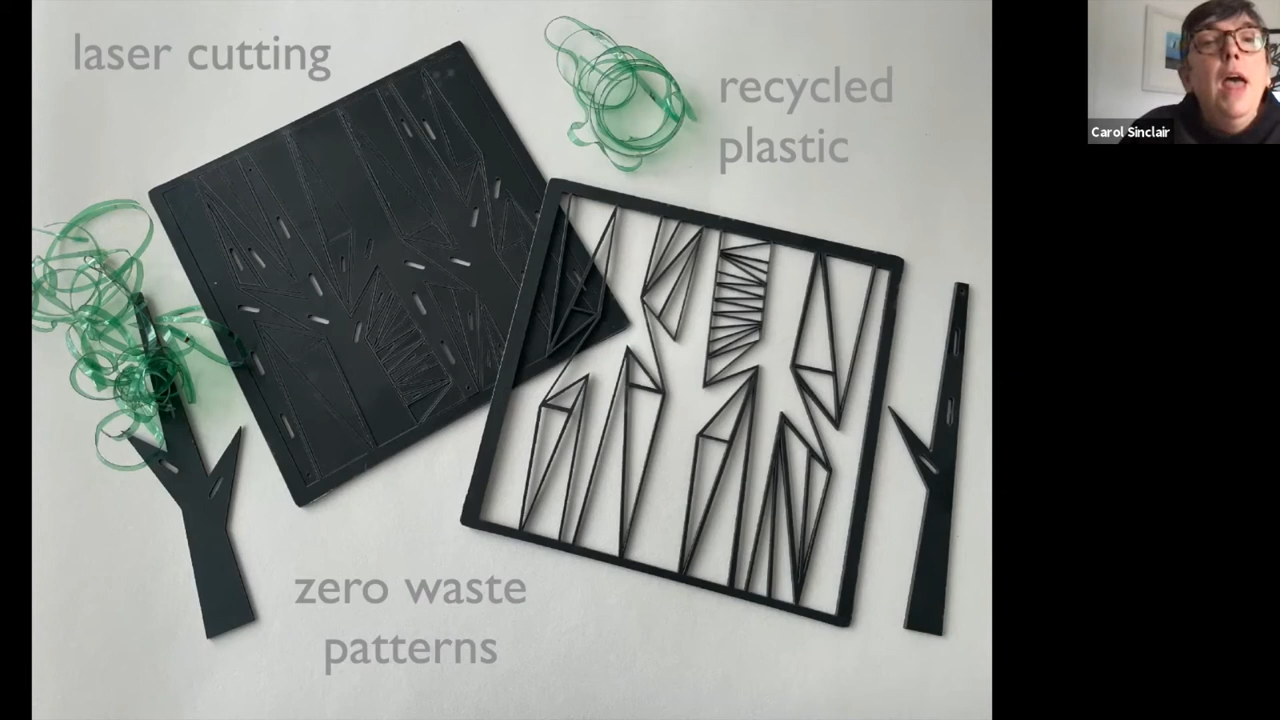 laser cutting
recycled
plastic
Carol Sinclair
zero waste
patterns